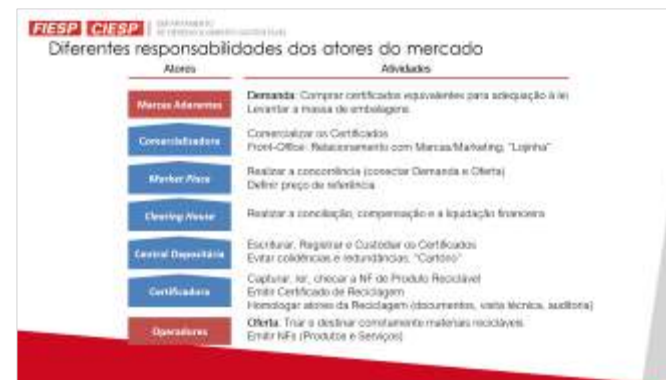 FIESP CIESP
DEPARTAMENTO
DE DESENVOLVIMENTO SUSTENTÁVEL
Diferentes responsabilidades dos atores do mercado
Atores Atividades
Marcas Aderentes
Demanda: Comprar certificados equivalentes para adequação à lei
Levantar a massa de embalagens
Comercializadora
Comercializar os Certificados
Front-Office: Relacionamento com Marcas/Marketing, "Lojinha"
Market Place
Realizar a concorrência (conectar Demanda e Oferta)
Definir preço de referência
Clearing House
Realizar a conciliação, compensação e a liquidação financeira
Central Depositária
Escriturar, Registrar e Custodiar os Certificados
Evitar colidências e redundâncias, "Cartório"
Certificadora
Capturar, ler, checar a NF de Produto Reciclável
Emitir Certificado de Reciclagem
Homologar atores da Reciclagem (documentos, visita técnica, auditoria)
Operadores
Oferta: Triar e destinar corretamente materiais recicláveis
Emitir NFs (Produtos e Serviços)